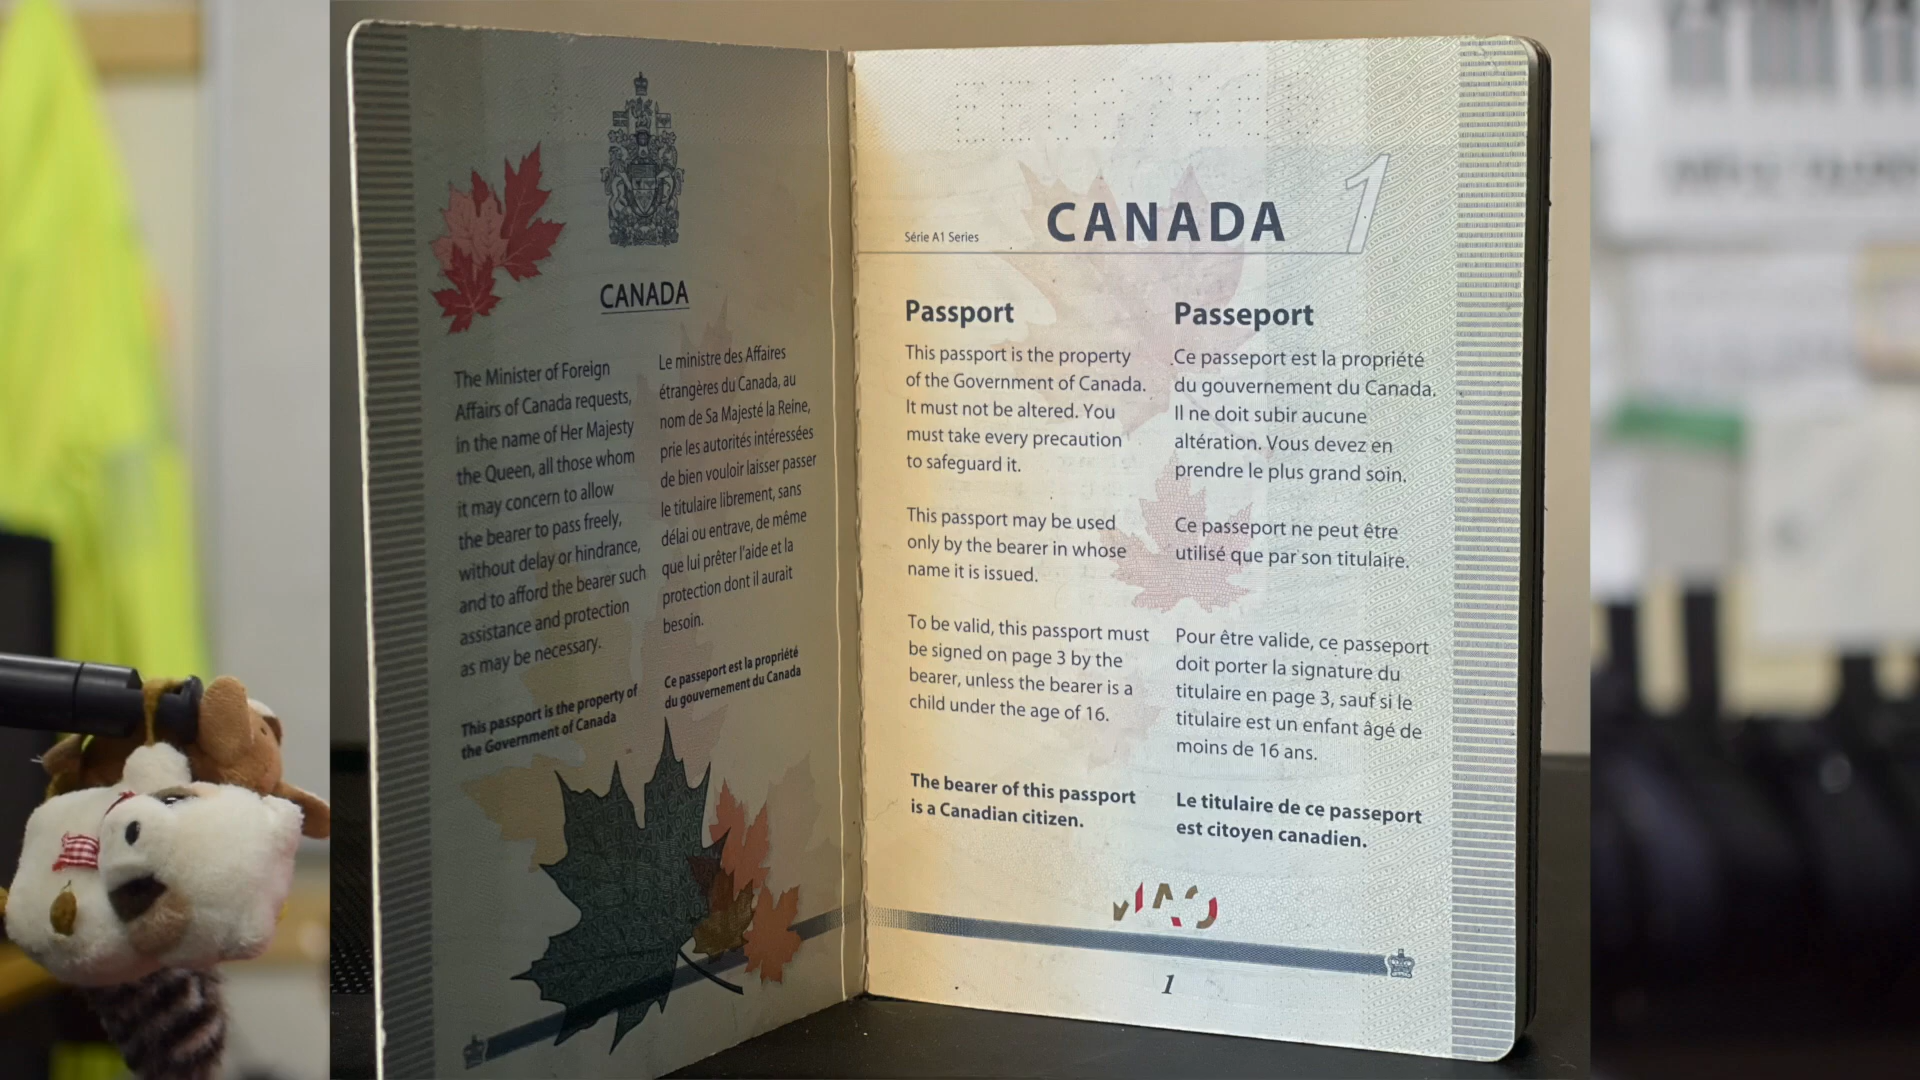 CANADA
The Minister of Foreign
Affairs of Canada requests,
in the name of Her Majesty
the Queen, all those whom
it may concern to allow
the bearer to pass freely,
without delay or hindrance,
and to afford the bearer such
assistance and protection
as may be necessary.
This passport is the property of
the Government of Canada
Le ministre des Affaires
étrangères du Canada, au
nom de Sa Majesté la Reine,
prie les autorités intéressées
de bien vouloir laisser passer
le titulaire librement, sans
délai ou entrave, de même
que lui prêter l'aide et la
protection dont il aurait
besoin.
Ce passeport est la propriété
du gouvernement du Canada
Série A1 Series
CANADA
1
Passport
This passport is the property
of the Government of Canada.
It must not be altered. You
must take every precaution
to safeguard it.
This passport may be used
only by the bearer in whose
name it is issued.
To be valid, this passport must
be signed on page 3 by the
bearer, unless the bearer is a
child under the age of 16.
The bearer of this passport
is a Canadian citizen.
Passeport
Ce passeport est la propriété
du gouvernement du Canada.
Il ne doit subir aucune
altération. Vous devez en
prendre le plus grand soin.
Ce passeport ne peut être
utilisé que par son titulaire.
Pour être valide, ce passeport
doit porter la signature du
titulaire en page 3, sauf si le
titulaire est un enfant âgé de
moins de 16 ans.
Le titulaire de ce passeport
est citoyen canadien.
1